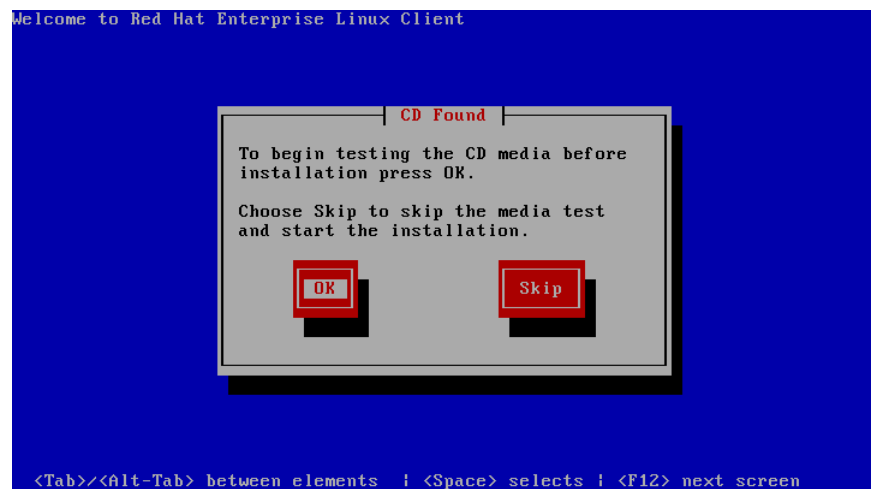 Welcome to Red Hat Enterprise Linux Client
CD Found
To begin testing the CD media before
installation press OK.
Choose Skip to skip the media test
and start the installation.
OK
Skip
<Tab>/<Alt-Tab> between elements | <Space> selects | <F12> next screen